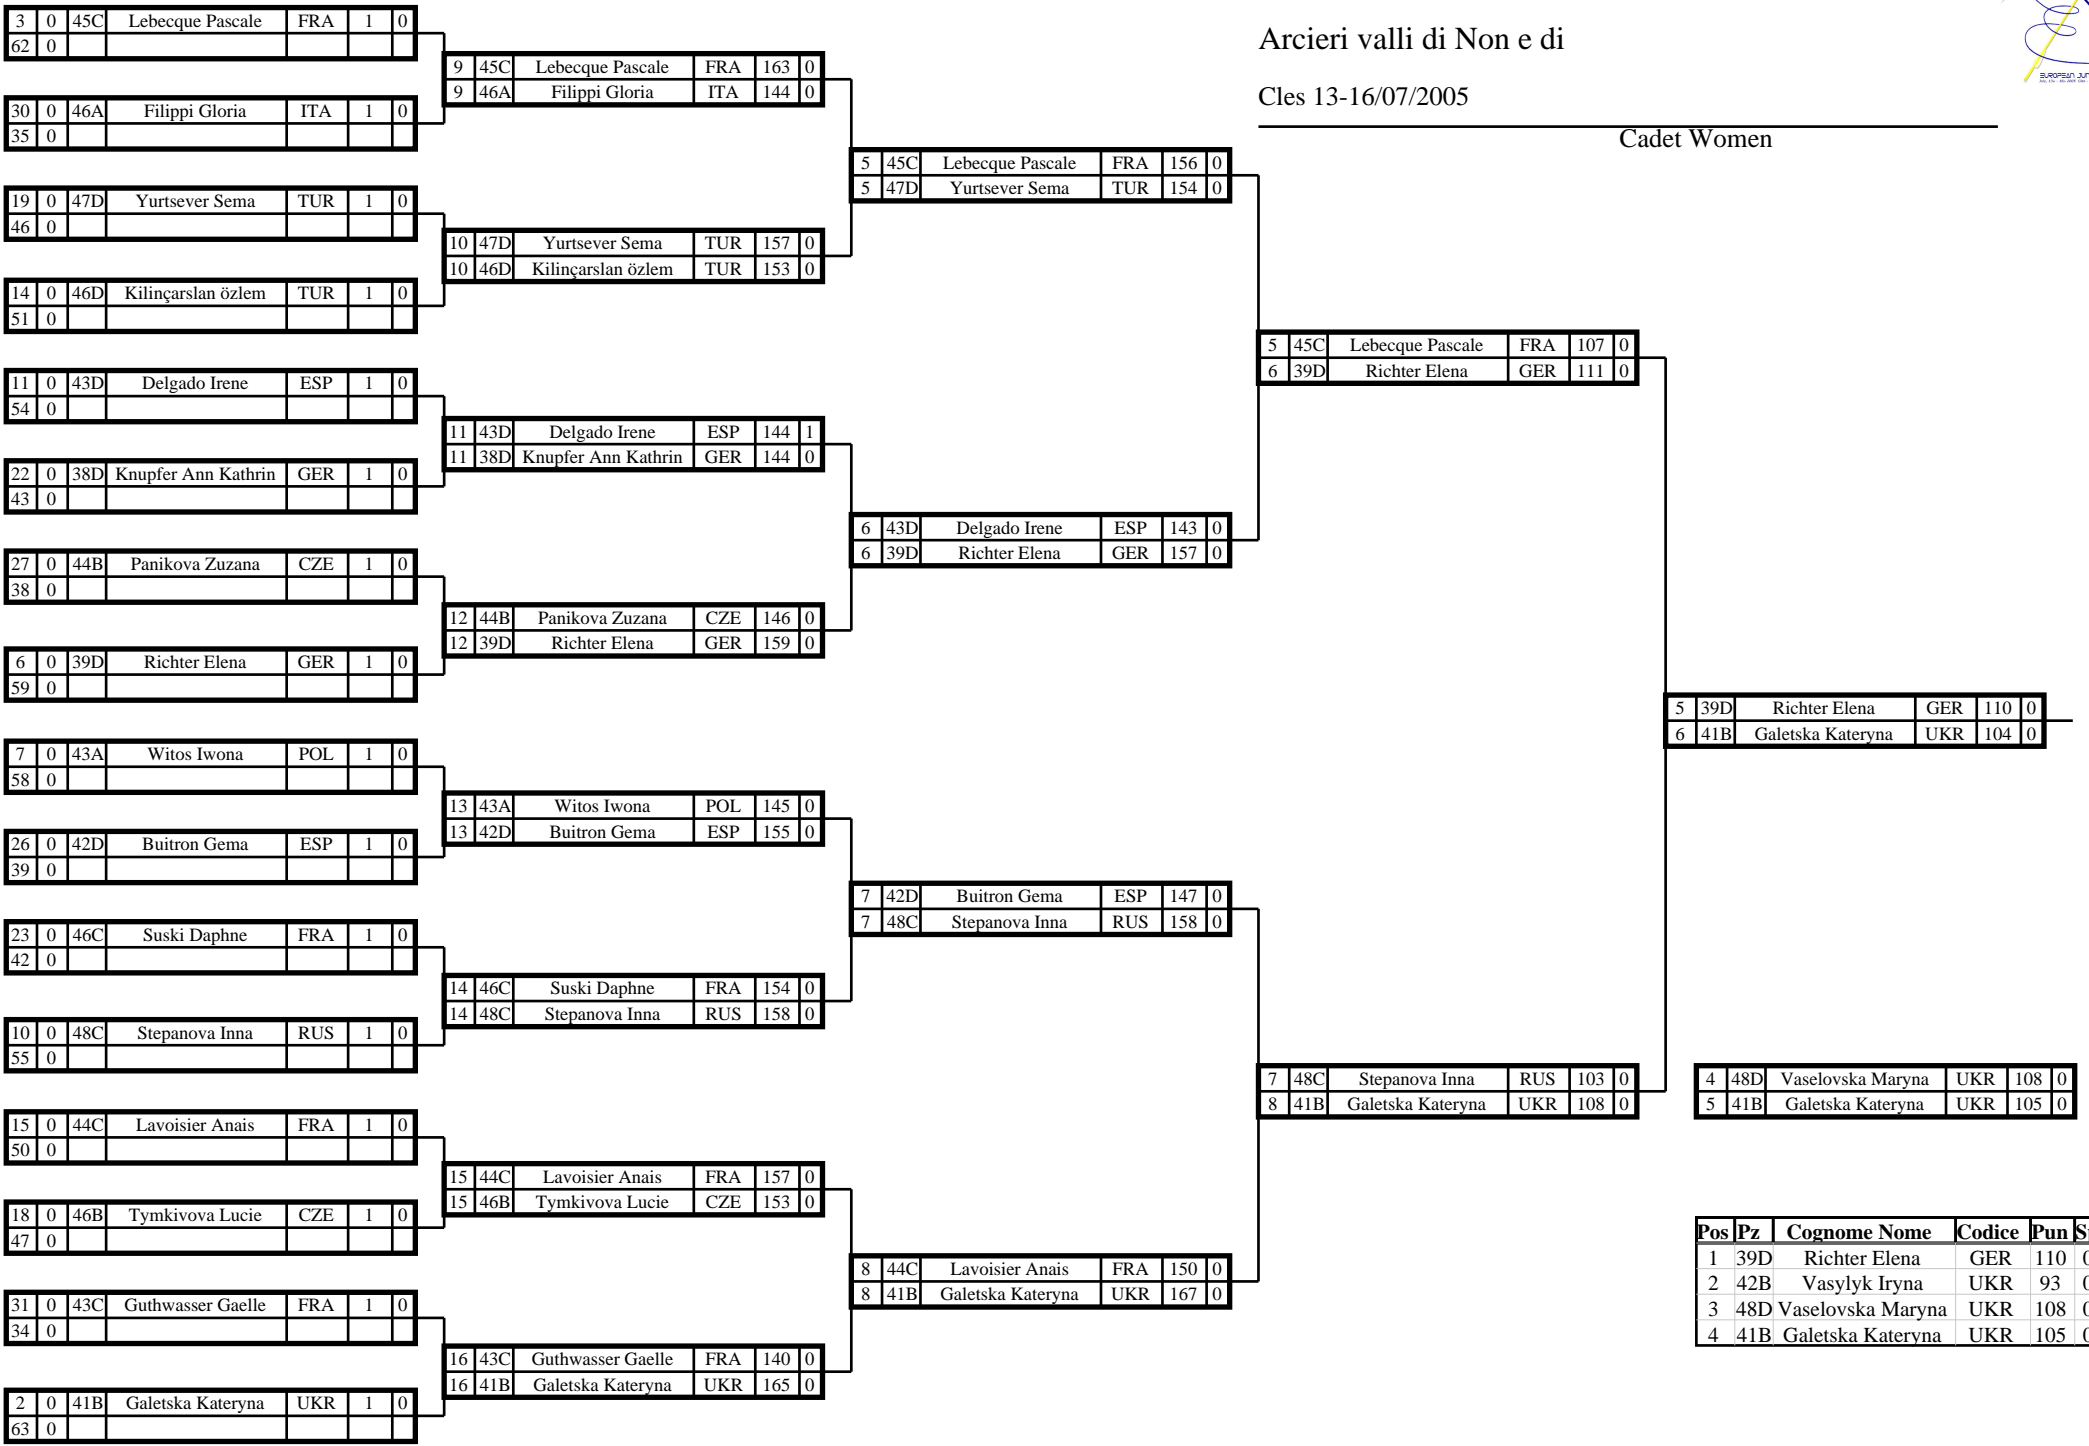 Arcieri valli di Non e di
Cles 13-16/07/2005
Cadet Women
3 0 45C Lebecque Pascale FRA 1 0
62 0
30 0 46A Filippi Gloria ITA 1 0
35 0
19 0 47D Yurtsever Sema TUR 1 0
46 0
14 0 46D Kilinçarslan özlem TUR 1 0
51 0
11 0 43D Delgado Irene ESP 1 0
54 0
22 0 38D Knupfer Ann Kathrin GER 1 0
43 0
27 0 44B Panikova Zuzana CZE 1 0
38 0
6 0 39D Richter Elena GER 1 0
59 0
7 0 43A Witos Iwona POL 1 0
58 0
26 0 42D Buitron Gema ESP 1 0
39 0
23 0 46C Suski Daphne FRA 1 0
42 0
10 0 48C Stepanova Inna RUS 1 0
55 0
15 0 44C Lavoisier Anais FRA 1 0
50 0
18 0 46B Tymkivova Lucie CZE 1 0
47 0
31 0 43C Guthwasser Gaelle FRA 1 0
34 0
2 0 41B Galetska Kateryna UKR 1 0
63 0
9 45C Lebecque Pascale FRA 163 0
9 46A Filippi Gloria ITA 144 0
10 47D Yurtsever Sema TUR 157 0
10 46D Kilinçarslan özlem TUR 153 0
11 43D Delgado Irene ESP 144 1
11 38D Knupfer Ann Kathrin GER 144 0
12 44B Panikova Zuzana CZE 146 0
12 39D Richter Elena GER 159 0
13 43A Witos Iwona POL 145 0
13 42D Buitron Gema ESP 155 0
14 46C Suski Daphne FRA 154 0
14 48C Stepanova Inna RUS 158 0
15 44C Lavoisier Anais FRA 157 0
15 46B Tymkivova Lucie CZE 153 0
16 43C Guthwasser Gaelle FRA 140 0
16 41B Galetska Kateryna UKR 165 0
5 45C Lebecque Pascale FRA 156 0
5 47D Yurtsever Sema TUR 154 0
6 43D Delgado Irene ESP 143 0
6 39D Richter Elena GER 157 0
7 42D Buitron Gema ESP 147 0
7 48C Stepanova Inna RUS 158 0
8 44C Lavoisier Anais FRA 150 0
8 41B Galetska Kateryna UKR 167 0
5 45C Lebecque Pascale FRA 107 0
6 39D Richter Elena GER 111 0
7 48C Stepanova Inna RUS 103 0
8 41B Galetska Kateryna UKR 108 0
5 39D Richter Elena GER 110 0
6 41B Galetska Kateryna UKR 104 0
4 48D Vaselovska Maryna UKR 108 0
5 41B Galetska Kateryna UKR 105 0
Pos Pz Cognome Nome Codice Pun
1 39D Richter Elena GER 110 0
2 42B Vasylyk Iryna UKR 93 0
3 48D Vaselovska Maryna UKR 108 0
4 41B Galetska Kateryna UKR 105 0